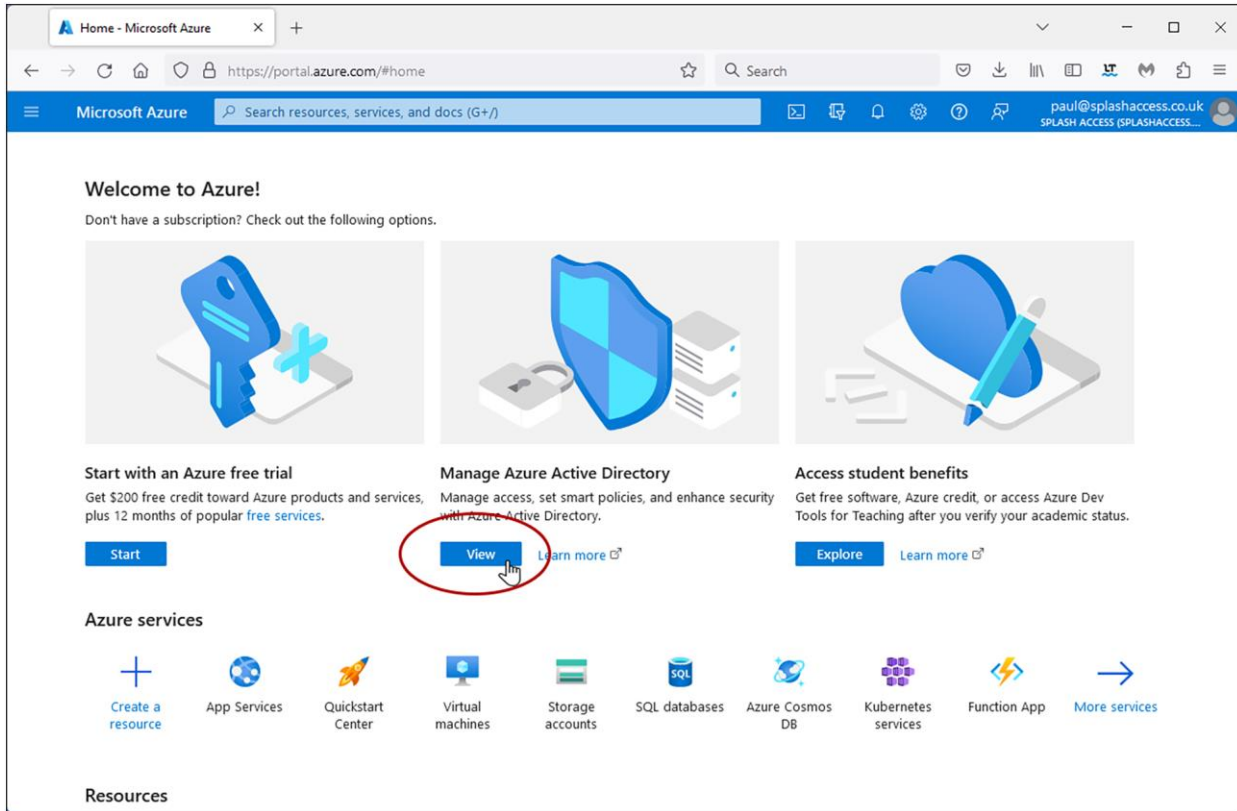 Home - Microsoft Azure
https://portal.azure.com/#home
Search
LT
Microsoft Azure
Search resources, services, and docs (G+/)
paul@splashaccess.co.uk
SPLASH ACCESS (SPLASHACCESS....
Welcome to Azure!
Don't have a subscription? Check out the following options.
Start with an Azure free trial
Get $200 free credit toward Azure products and services,
plus 12 months of popular free services.
Start
Manage Azure Active Directory
Manage access, set smart policies, and enhance security
with Azure Active Directory.
View
Learn more
Access student benefits
Get free software, Azure credit, or access Azure Dev
Tools for Teaching after you verify your academic status.
Explore
Learn more
Azure services
Create a
resource
App Services
Quickstart
Center
Virtual
machines
Storage
accounts
SQL
SQL databases
Azure Cosmos
DB
Kubernetes
services
Function App
More services
Resources